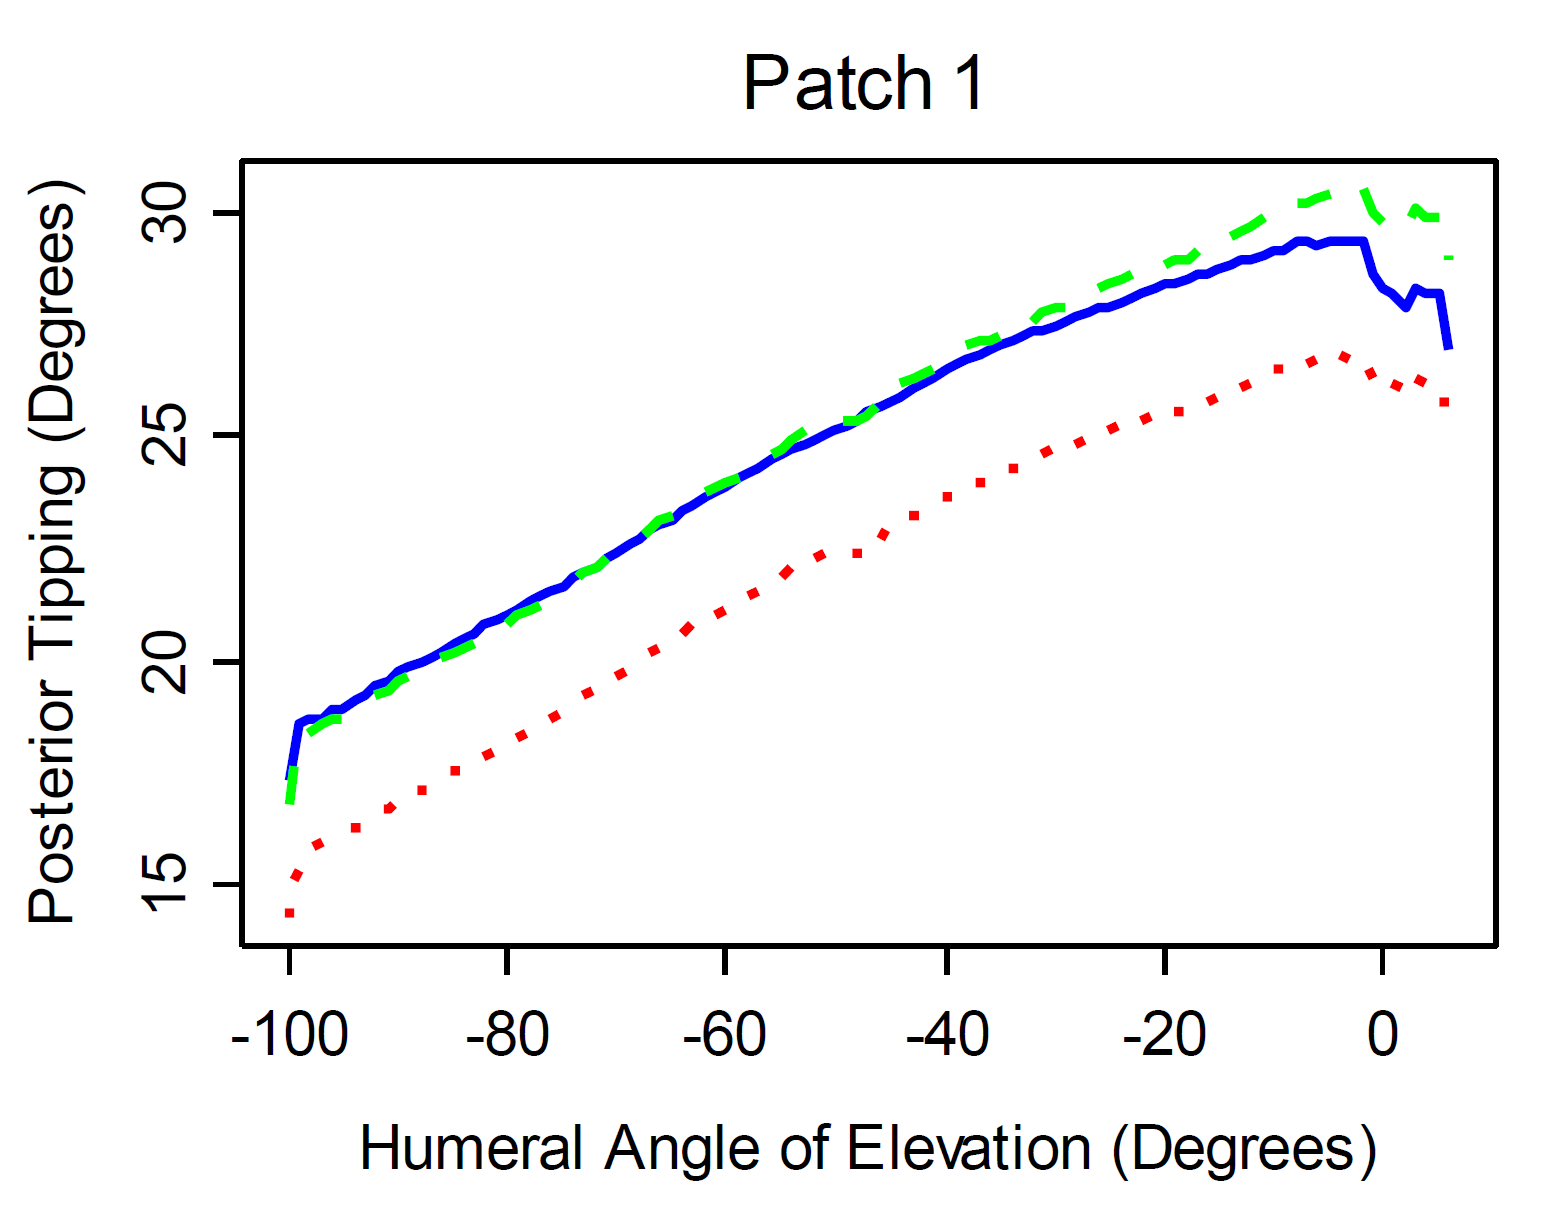 Patch 1
Posterior Tipping (Degrees)
30
25
20
15
-100 -80 -60 -40 -20 0
Humeral Angle of Elevation (Degrees)